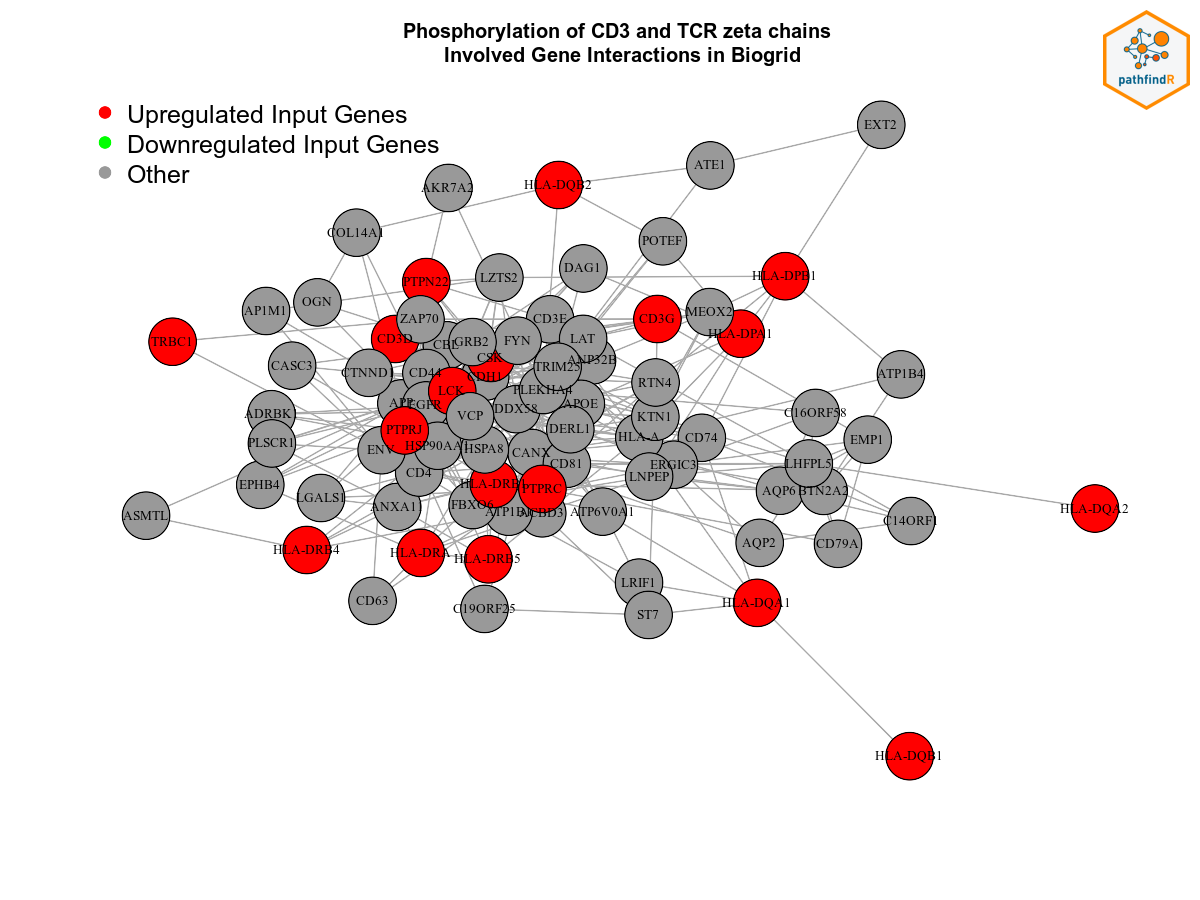 Phosphorylation of CD3 and TCR zeta chains
Involved Gene Interactions in Biogrid
pathfindR
Upregulated Input Genes
Downregulated Input Genes
Other
EXT2
ATE1
HLA-DQB2
AKR7A2
COL14A1
POTEF
DAG1
LZTS2
PTPN22
HLA-DPB1
OGN
AP1M1
MEOX2
ZAP70
CD3E
CD3G
HLA-DPA1
TRBC1
CD3D
CBL
GRB2
FYN
LAT
CSK
ANP32B
CASC3
CTNND1
CD44
CDH1
TRIM25
ATP1B4
RTN4
LCK
PLEKHA4
APP
EGFR
APOE
ADRBK
VCP
DDX58
KTN1
C16ORF58
PTPRJ
DERL1
HLA-A
CD74
EMP1
PLSCR1
ENV
HSP90AA1
HSPA8
CANX
CD81
ERGIC3
LHFPL5
CD4
LNPEP
EPHB4
LGALS1
PTPRC
AQP6
BTN2A2
ANXA1
FBXO6
ATP1B1
ACBD3
ATP6V0A1
HLA-DQA2
ASMTL
C14ORF1
HLA-DRB4
HLA-DRA
HLA-DRB5
AQP2
CD79A
LRIF1
CD63
C19ORF25
ST7
HLA-DQA1
HLA-DQB1